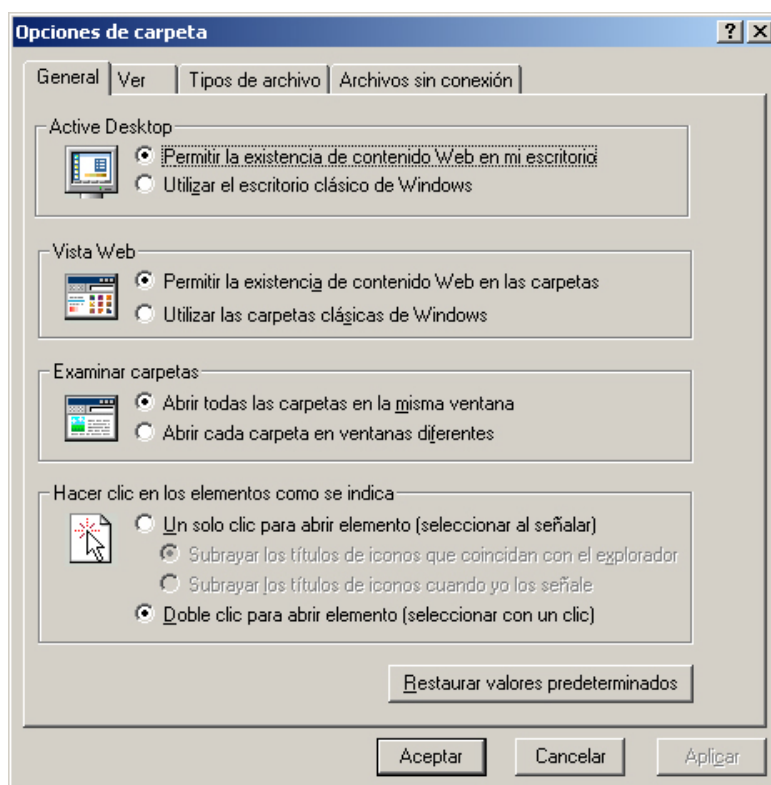 Opciones de carpeta
General Ver Tipos de archivo Archivos sin conexión
Active Desktop
Permitir la existencia de contenido Web en mi escritorio
Utilizar el escritorio clásico de Windows
Vista Web
Permitir la existencia de contenido Web en las carpetas
Utilizar las carpetas clásicas de Windows
Examinar carpetas
Abrir todas las carpetas en la misma ventana
Abrir cada carpeta en ventanas diferentes
Hacer clic en los elementos como se indica
Un solo clic para abrir elemento (seleccionar al señalar)
Subrayar los títulos de iconos que coincidan con el explorador
Subrayar los títulos de iconos cuando yo los señale
Doble clic para abrir elemento (seleccionar con un clic)
Restaurar valores predeterminados
Aceptar Cancelar Aplicar